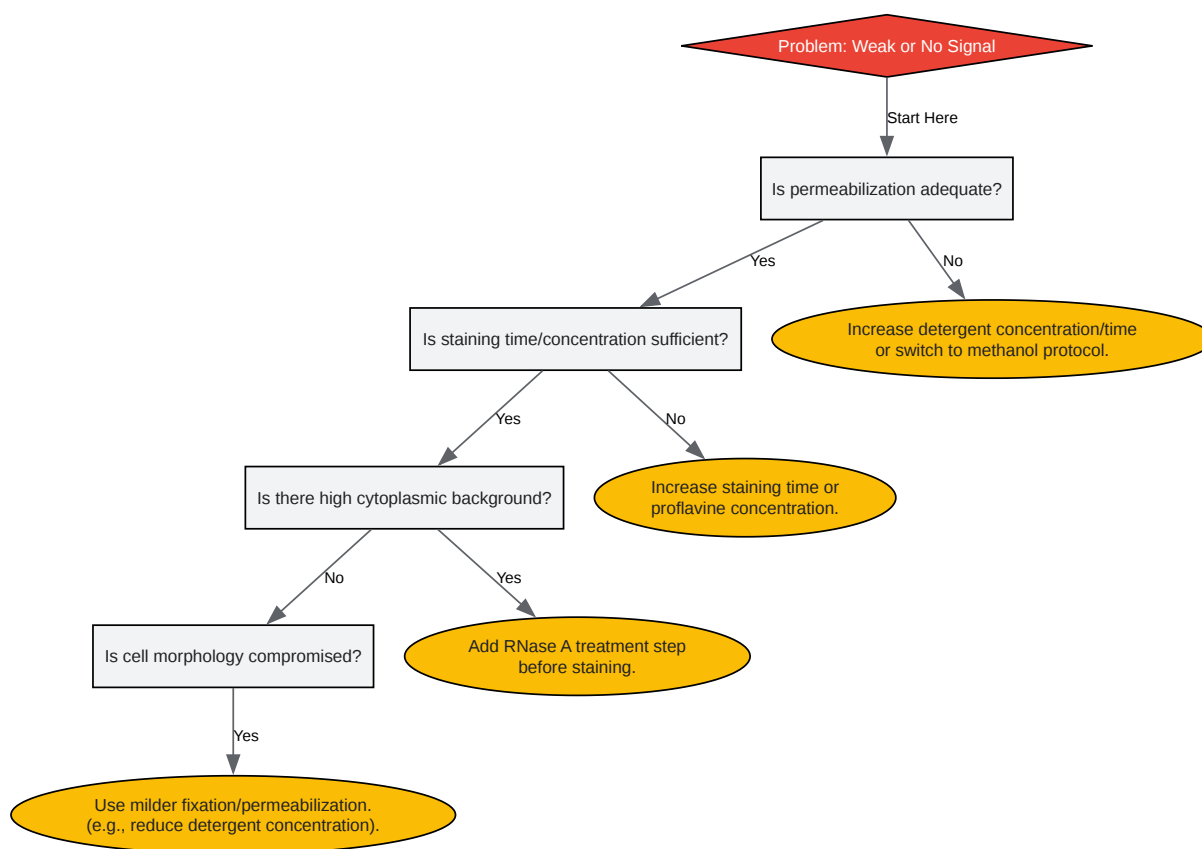 Problem: Weak or No Signal
Start Here
Is permeabilization adequate?
Yes
No
Is staining time/concentration sufficient?
Increase detergent concentration/time
or switch to methanol protocol.
Yes
No
Is there high cytoplasmic background?
Increase staining time or
proflavine concentration.
No
Yes
Is cell morphology compromised?
Add RNase A treatment step
before staining.
Yes
Use milder fixation/permeabilization.
(e.g., reduce detergent concentration).